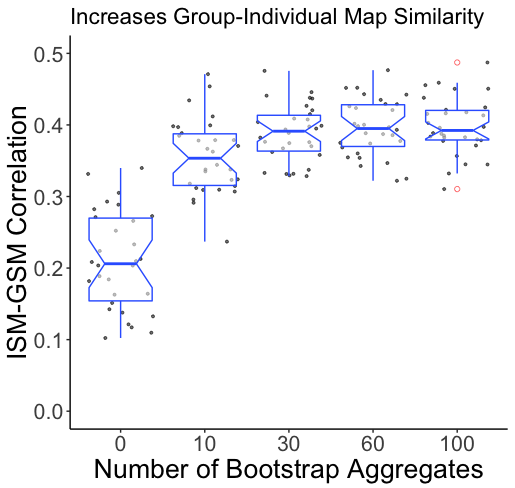 Increases Group-Individual Map Similarity
0.5
0.4
0.3
0.2
0.1
0.0
ISM-GSM Correlation
0 10 30 60 100
Number of Bootstrap Aggregates